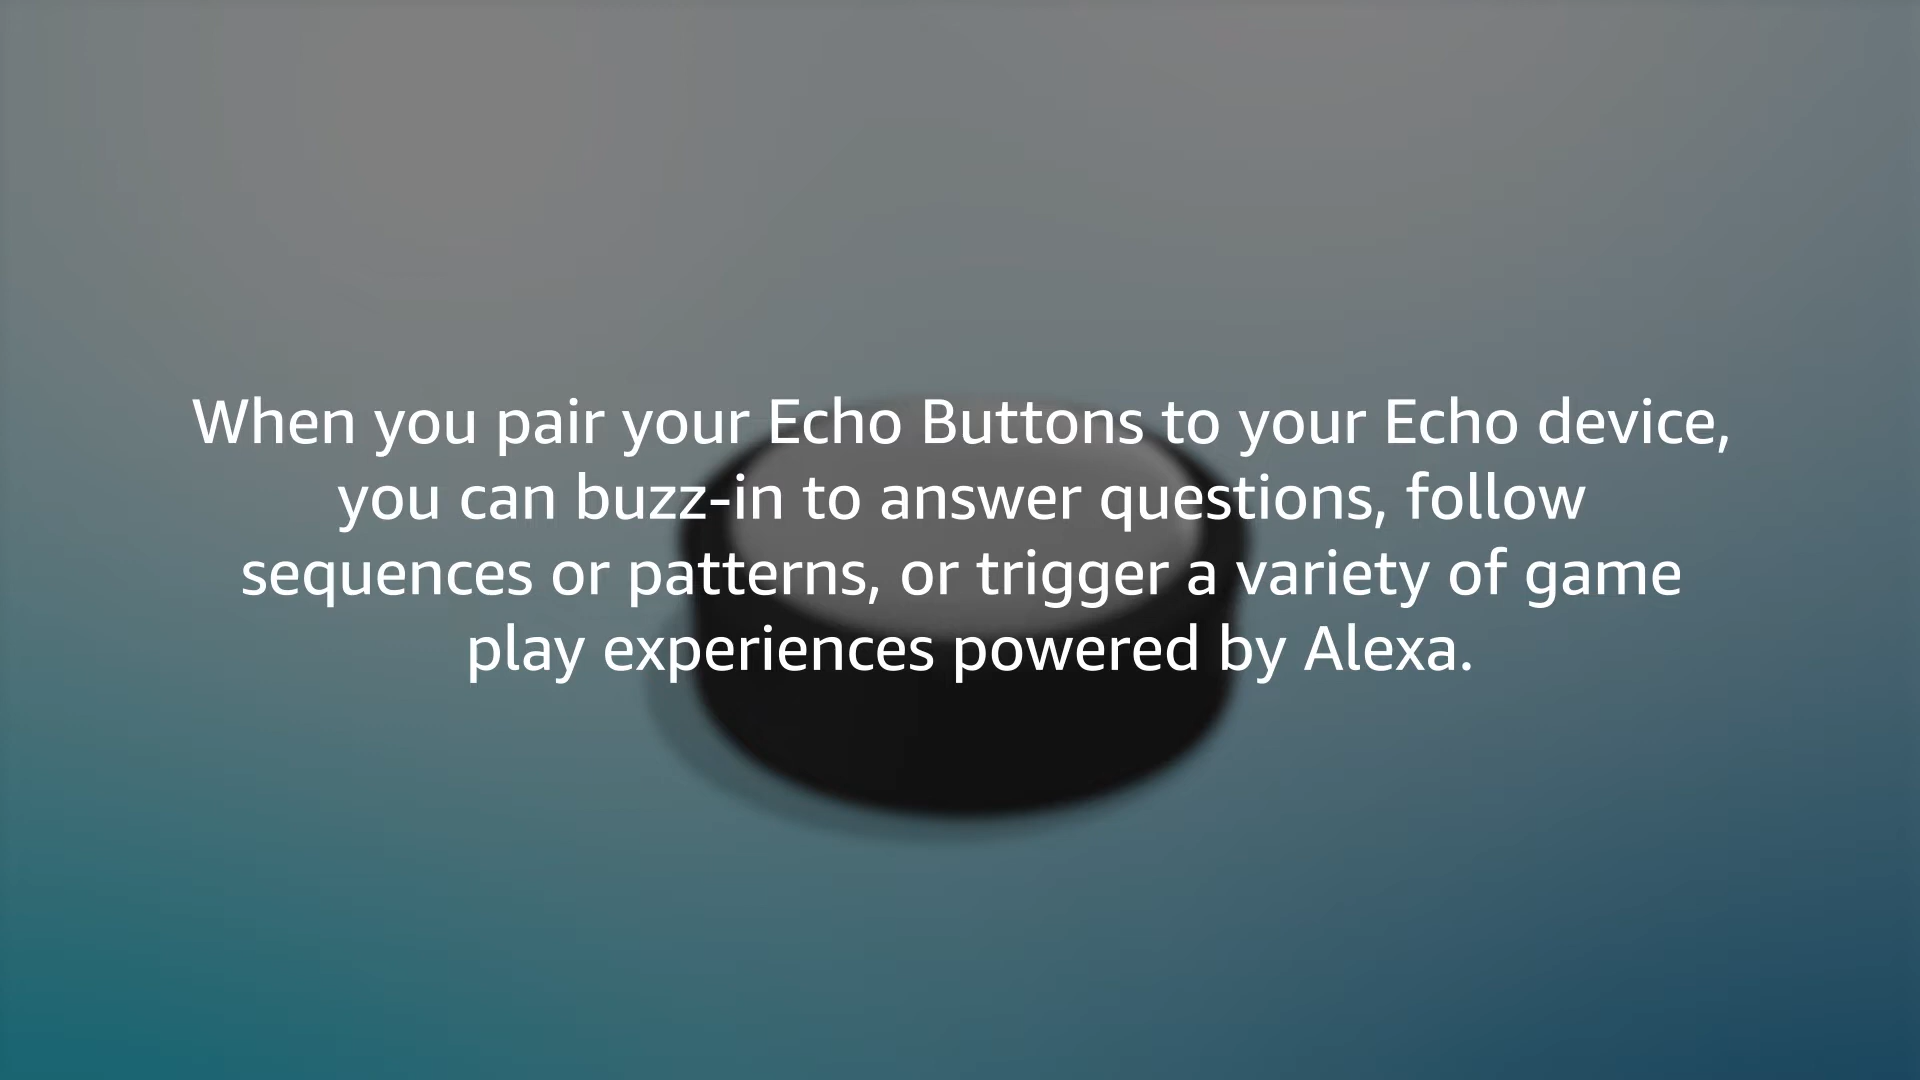 When you pair your Echo Buttons to your Echo device,
you can buzz-in to answer questions, follow
sequences or patterns, or trigger a variety of game
play experiences powered by Alexa.